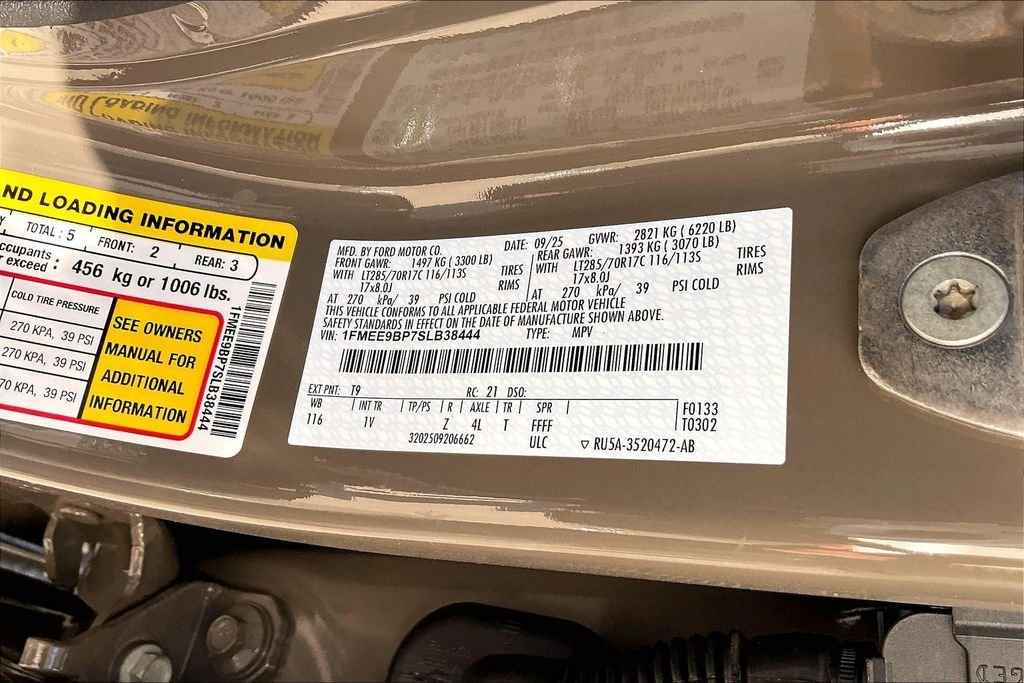 ND LOADING INFORMATION
TOTAL: 5 FRONT: 2 REAR: 3
ccupants
r exceed: 456 kg or 1006 lbs.
COLD TIRE PRESSURE
270 KPA, 39 PSI
270 KPA, 39 PSI
70 KPA, 39 PSI
SEE OWNERS
MANUAL FOR
ADDITIONAL
INFORMATION
1FMEE9BP7SLB38444
MFD. BY FORD MOTOR CO.
DATE: 09/25 GVWR: 2821 KG ( 6220 LB)
FRONT GAWR: 1497 KG ( 3300 LB) REAR GAWR: 1393 KG ( 3070 LB)
WITH LT285/70R17C 116/113S TIRES WITH LT285/70R17C 116/113S TIRES
17x8.0J RIMS 17x8.0J RIMS
AT 270 kPa/ 39 PSI COLD AT 270 kPa/ 39 PSI COLD
THIS VEHICLE CONFORMS TO ALL APPLICABLE FEDERAL MOTOR VEHICLE
SAFETY STANDARDS IN EFFECT ON THE DATE OF MANUFACTURE SHOWN ABOVE.
VIN: 1FMEE9BP7SLB38444 TYPE: MPV
EXT PNT: T9 RC: 21 DSO:
WB INT TR TP/PS R AXLE TR SPR F0133
116 1V Z 4L T FFFF T0302
3202509206662 ULC ▽ RU5A-3520472-AB